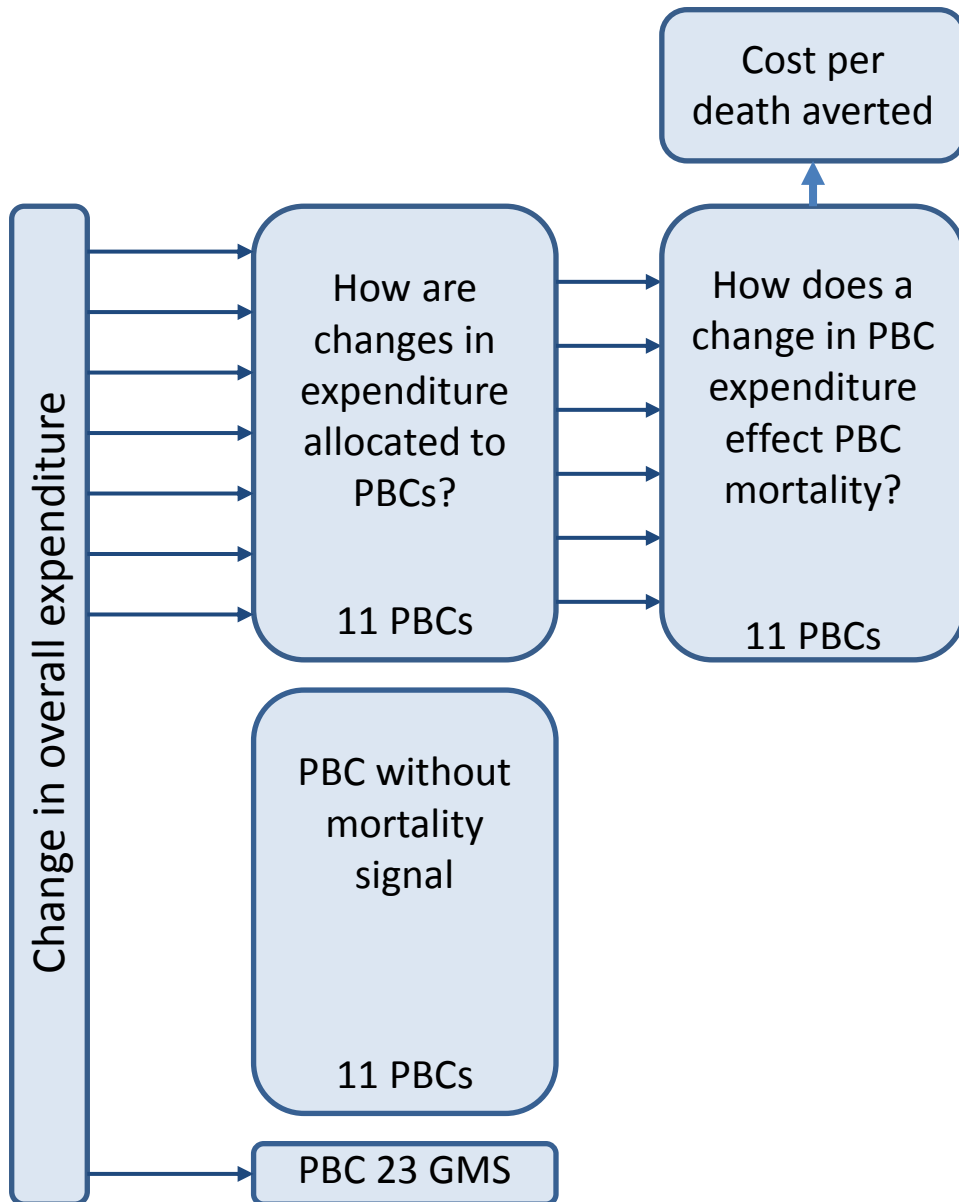 Cost per
death averted
Change in overall expenditure
How are
changes in
expenditure
allocated to
PBCs?
11 PBCs
How does a
change in PBC
expenditure
effect PBC
mortality?
11 PBCs
PBC without
mortality
signal
11 PBCs
PBC 23 GMS